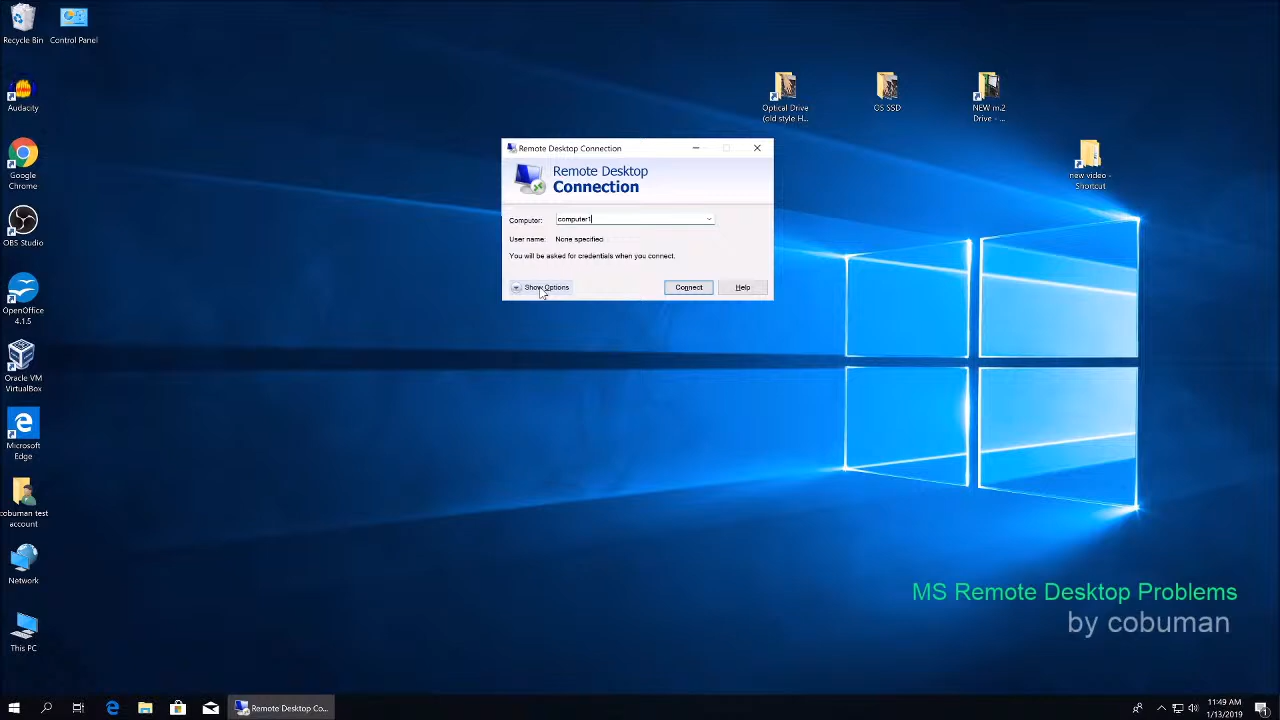 Recycle Bin
Control Panel
Audacity
Google
Chrome
OBS Studio
OpenOffice
4.1.5
Oracle VM
VirtualBox
Microsoft
Edge
cobuman test
account
Network
This PC
Optical Drive
(old style H...
OS SSD
NEW m.2
Drive - ...
new video -
Shortcut
Remote Desktop Connection
Remote Desktop
Connection
Computer: computer1
User name: None specified
You will be asked for credentials when you connect.
Show Options Connect Help
MS Remote Desktop Problems
by cobuman
Remote Desktop Co...
11:49 AM
1/13/2019
1